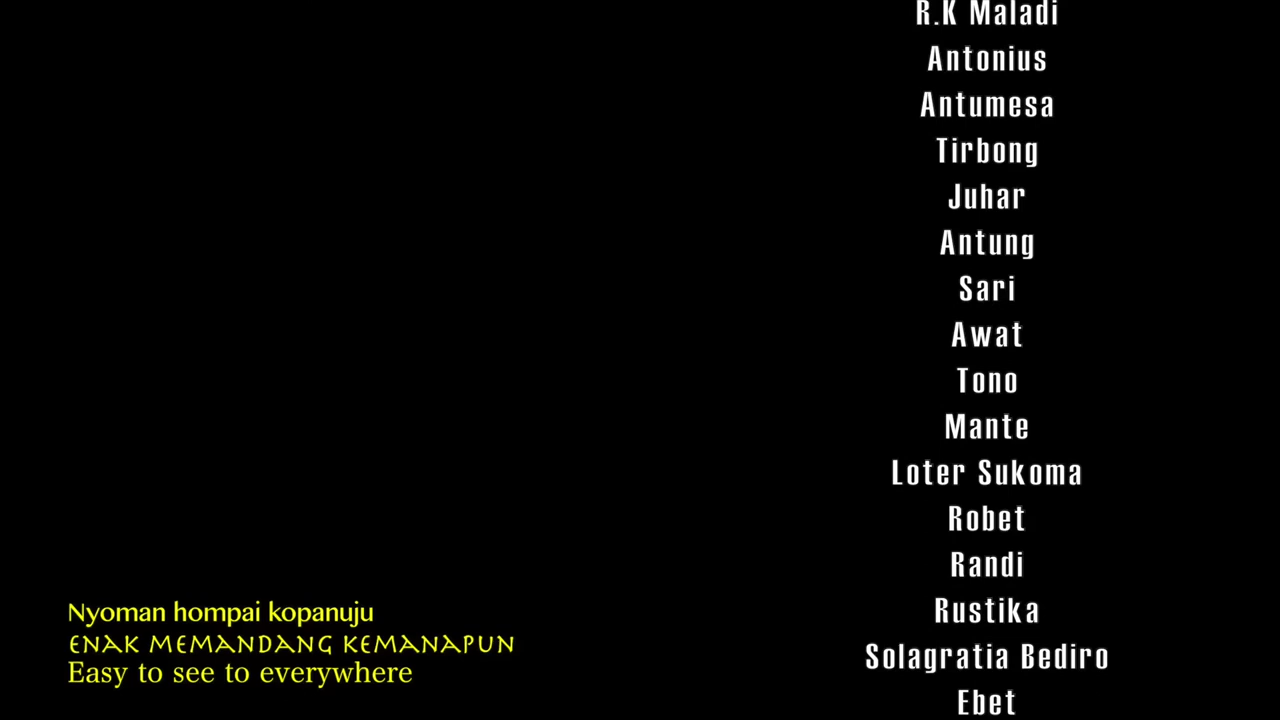 R.K Maladi
Antonius
Antumesa
Tirbong
Juhar
Antung
Sari
Awat
Tono
Mante
Loter Sukoma
Robet
Randi
Rustika
Solagratia Bediro
Ebet
Nyoman hompai kopanuju
ENAK MEMANDANG KEMANAPUN
Easy to see to everywhere